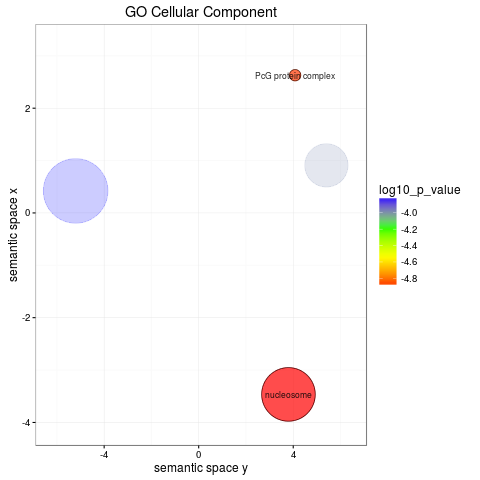 GO Cellular Component
PcG protein complex
nucleosome
2
0
-2
-4
semantic space x
-4
0
4
semantic space y
log10_p_value
-4.0
-4.2
-4.4
-4.6
-4.8